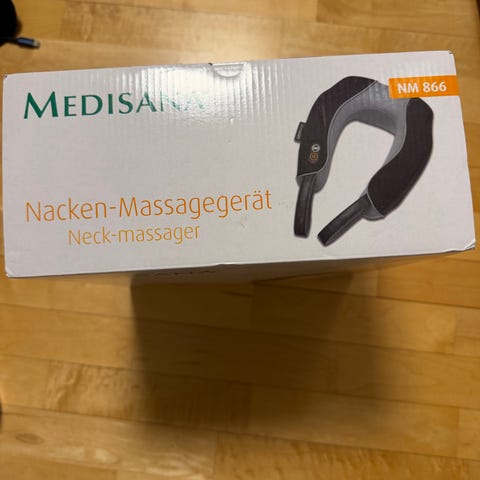 MEDISANA
NM 866
Nacken-Massagegerät
Neck-massager